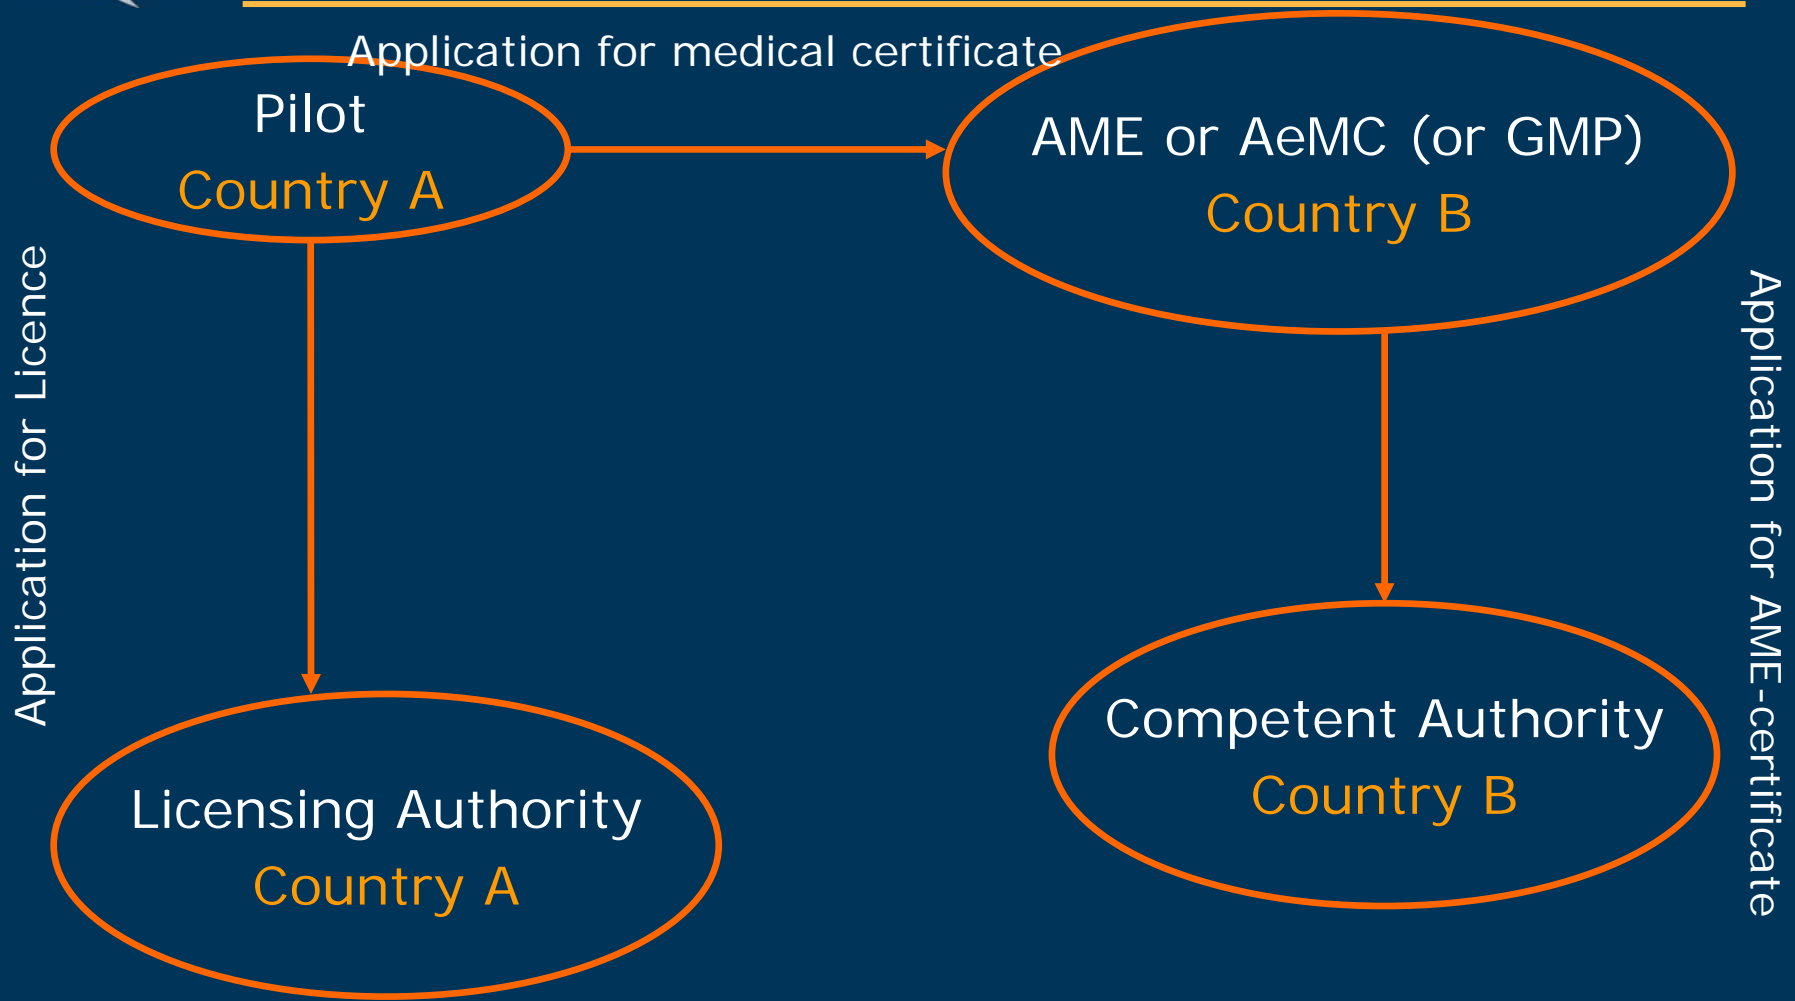 Application for medical certificate
Pilot
Country A
AME or AeMC (or GMP)
Country B
Application for Licence
Application for AME-certificate
Licensing Authority
Country A
Competent Authority
Country B